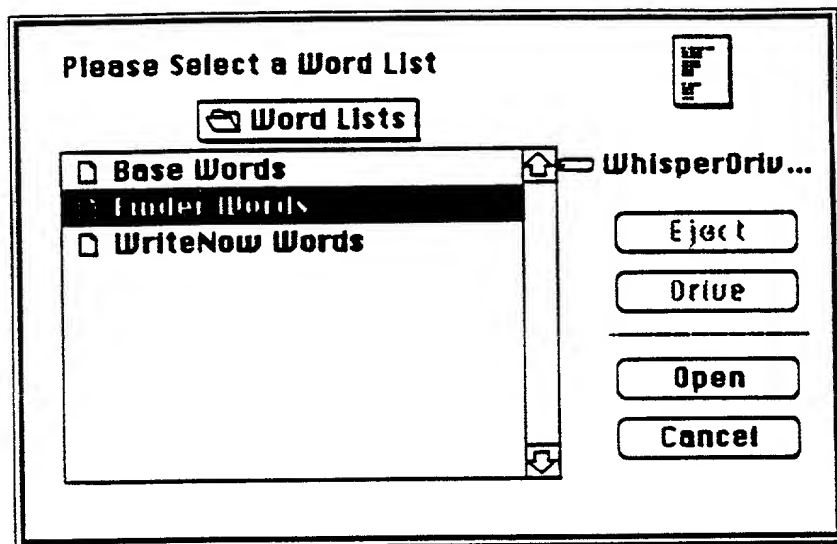 Please Select a Word List
Word Lists
Base Words
Finder Words
WriteNow Words
WhisperDriv...
Eject
Drive
Open
Cancel